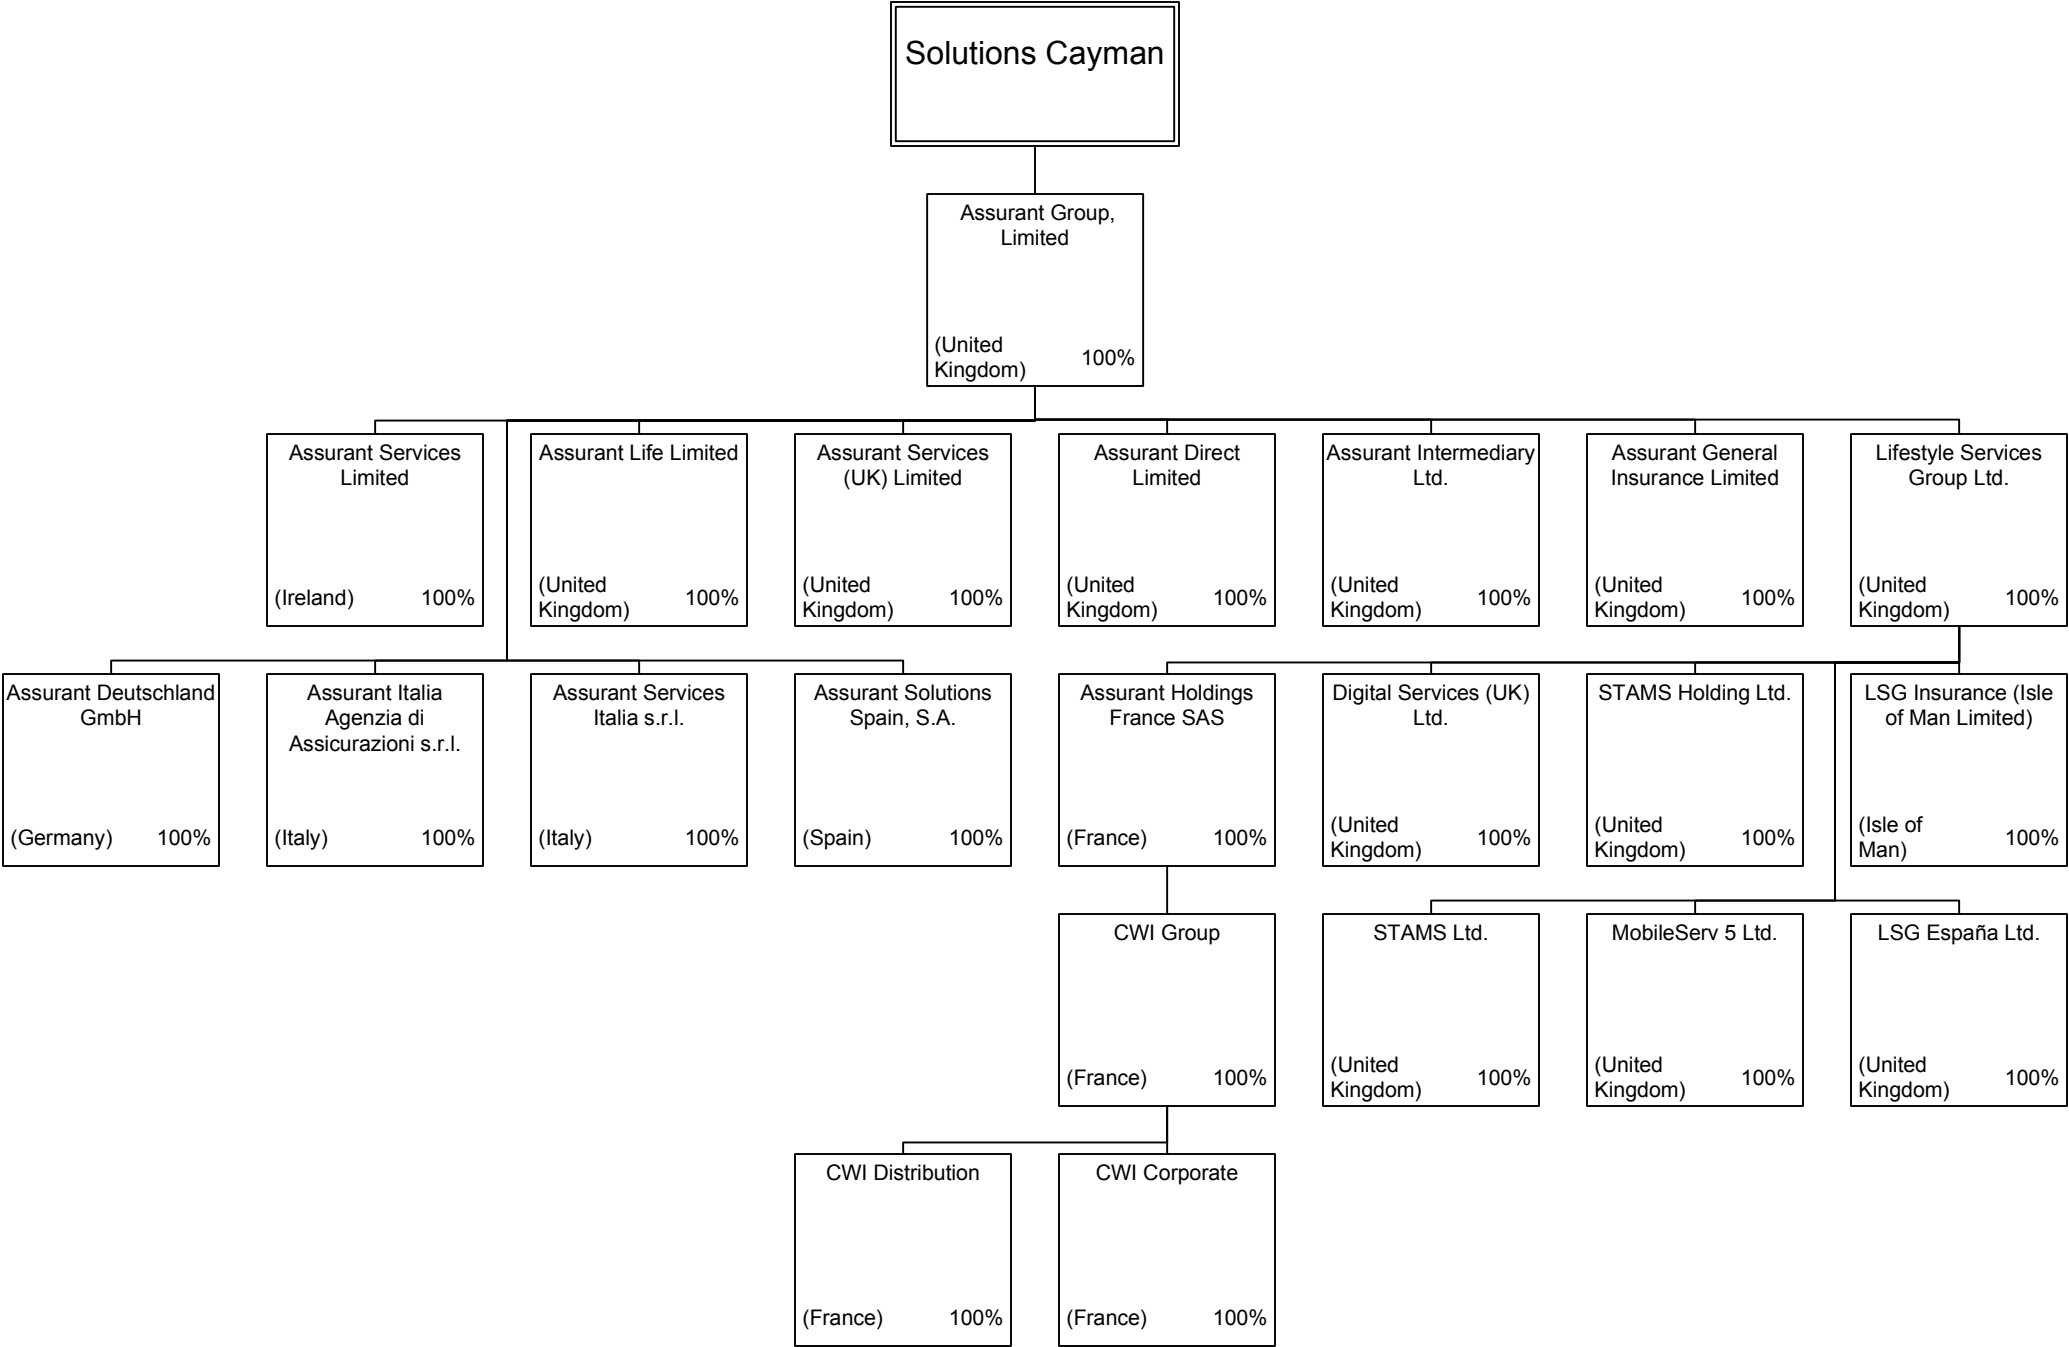 Solutions Cayman
Assurant Group,
Limited
(United
Kingdom)
100%
Assurant Services
Limited
(Ireland)
100%
Assurant Life Limited
(United
Kingdom)
100%
Assurant Services
(UK) Limited
(United
Kingdom)
100%
Assurant Direct
Limited
(United
Kingdom)
100%
Assurant Intermediary
Ltd.
(United
Kingdom)
100%
Assurant General
Insurance Limited
(United
Kingdom)
100%
Lifestyle Services
Group Ltd.
(United
Kingdom)
100%
Assurant Deutschland
GmbH
(Germany)
100%
Assurant Italia
Agenzia di
Assicurazioni s.r.l.
(Italy)
100%
Assurant Services
Italia s.r.l.
(Italy)
100%
Assurant Solutions
Spain, S.A.
(Spain)
100%
Assurant Holdings
France SAS
(France)
100%
Digital Services (UK)
Ltd.
(United
Kingdom)
100%
STAMS Holding Ltd.
(United
Kingdom)
100%
LSG Insurance (Isle
of Man Limited)
(Isle of
Man)
100%
CWI Group
(France)
100%
STAMS Ltd.
(United
Kingdom)
100%
MobileServ 5 Ltd.
(United
Kingdom)
100%
LSG España Ltd.
(United
Kingdom)
100%
CWI Distribution
(France)
100%
CWI Corporate
(France)
100%